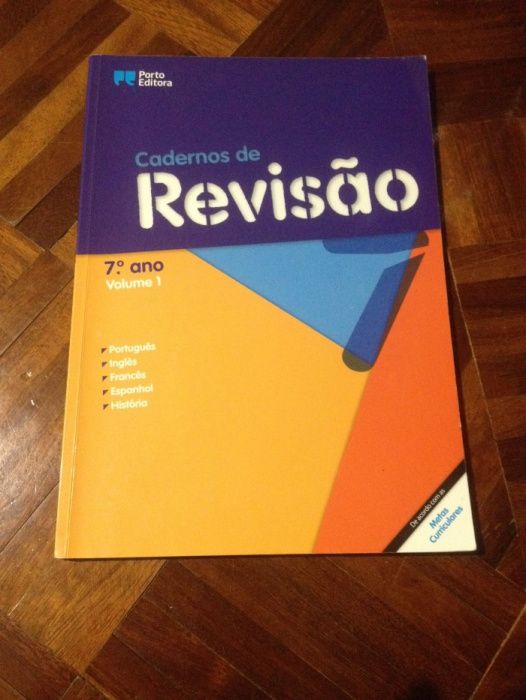 Porto
Editora
Cadernos de
Revisão
7.º ano
Volume 1
Português
Inglês
Francês
Espanhol
História
De acordo com as
Metas
Curriculares